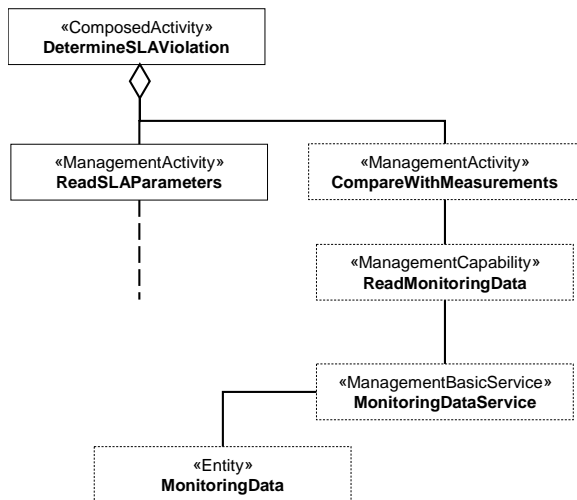 «ComposedActivity»
DetermineSLAViolation
«ManagementActivity»
ReadSLAParameters
«ManagementActivity»
CompareWithMeasurements
«ManagementCapability»
ReadMonitoringData
«ManagementBasicService»
MonitoringDataService
«Entity»
MonitoringData